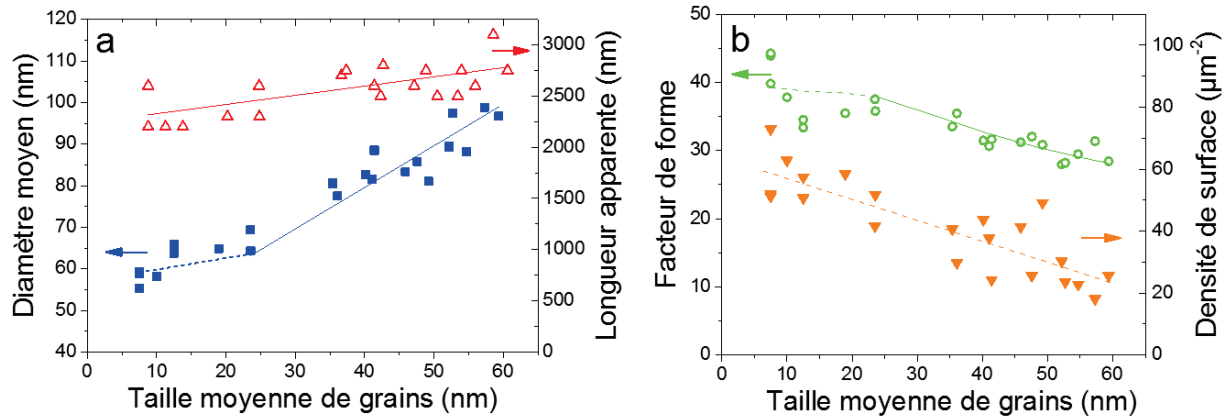 a
Diamètre moyen (nm)
120
110
100
90
80
70
60
50
40
0 10 20 30 40 50 60
Taille moyenne de grains (nm)
3000
2500
2000
1500
1000
500
0
Longueur apparente (nm)
b
Facteur de forme
50
40
30
20
10
0
0 10 20 30 40 50 60
Taille moyenne de grains (nm)
100
80
60
40
20
0
Densité de surface (µm⁻²)